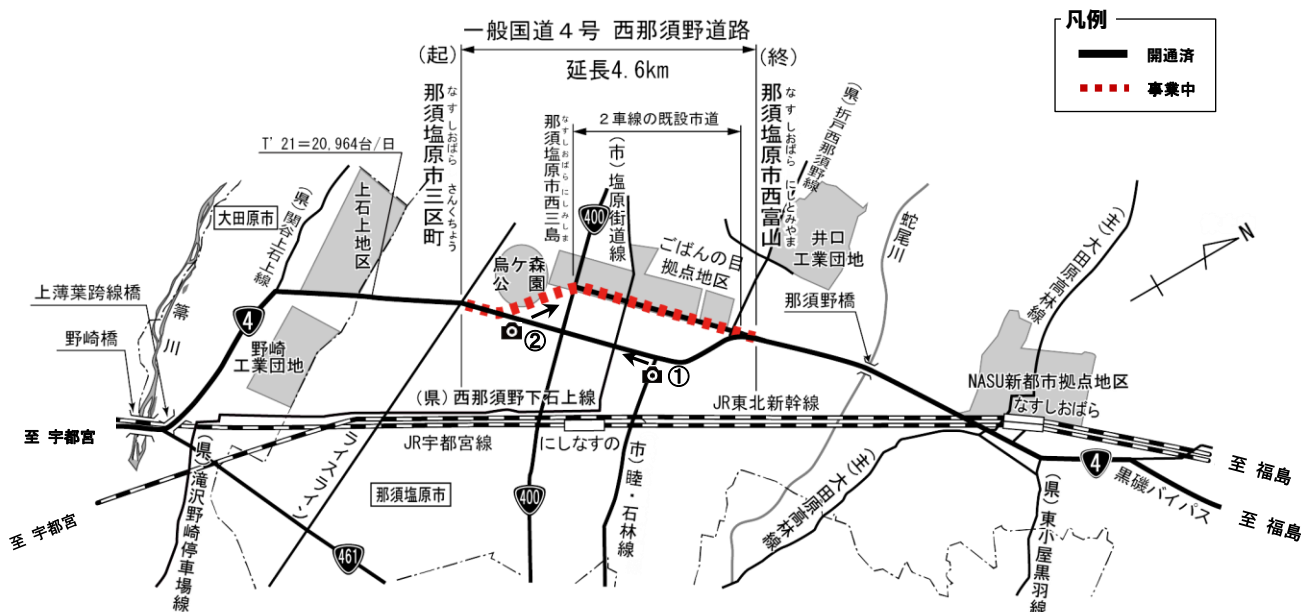 一般国道４号 西那須野道路
(起)
(終)
延長4.6km
凡例
開通済
事業中
那須塩原市三区町
なすしおばら さんくちょう
２車線の既設市道
那須塩原市西三島
なすしおばら にしみしま
(市)塩原街道線
那須塩原市西富山
なすしおばら にしとみやま
(県)折戸西那須野線
T'21=20,964台/日
大田原市
(県)関谷上石上線
上石上地区
400
烏ケ森
公園
ごばんの目
拠点地区
井口
工業団地
蛇尾川
那須野橋
(主)大田原高林線
N
上薄葉跨線橋
野崎橋
箒川
4
野崎
工業団地
②
①
NASU新都市拠点地区
なすしおばら
(県)西那須野下石上線
JR東北新幹線
至 宇都宮
JR宇都宮線
にしなすの
至 宇都宮
(県)滝沢野崎停車場線
ライスライン
那須塩原市
461
400
(市)睦・石林線
(主)大田原高林線
4
黒磯バイパス
(県)東小屋黒羽線
至 福島
至 福島